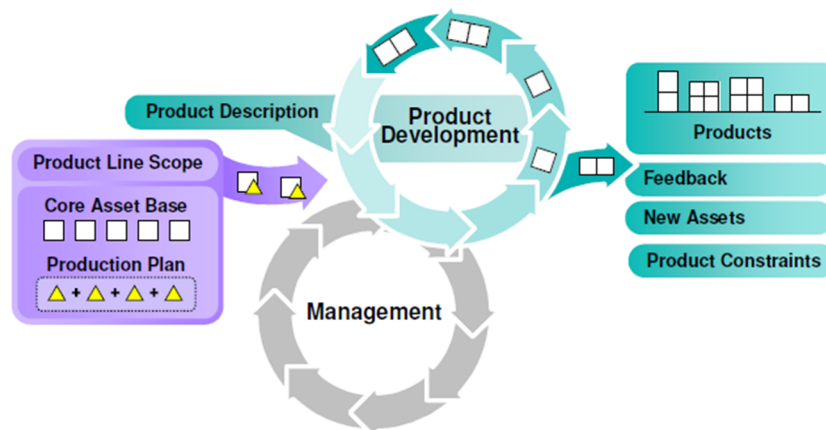 Product Description
Product
Development
Product Line Scope
Core Asset Base
Production Plan
+ + +
Management
Products
Feedback
New Assets
Product Constraints